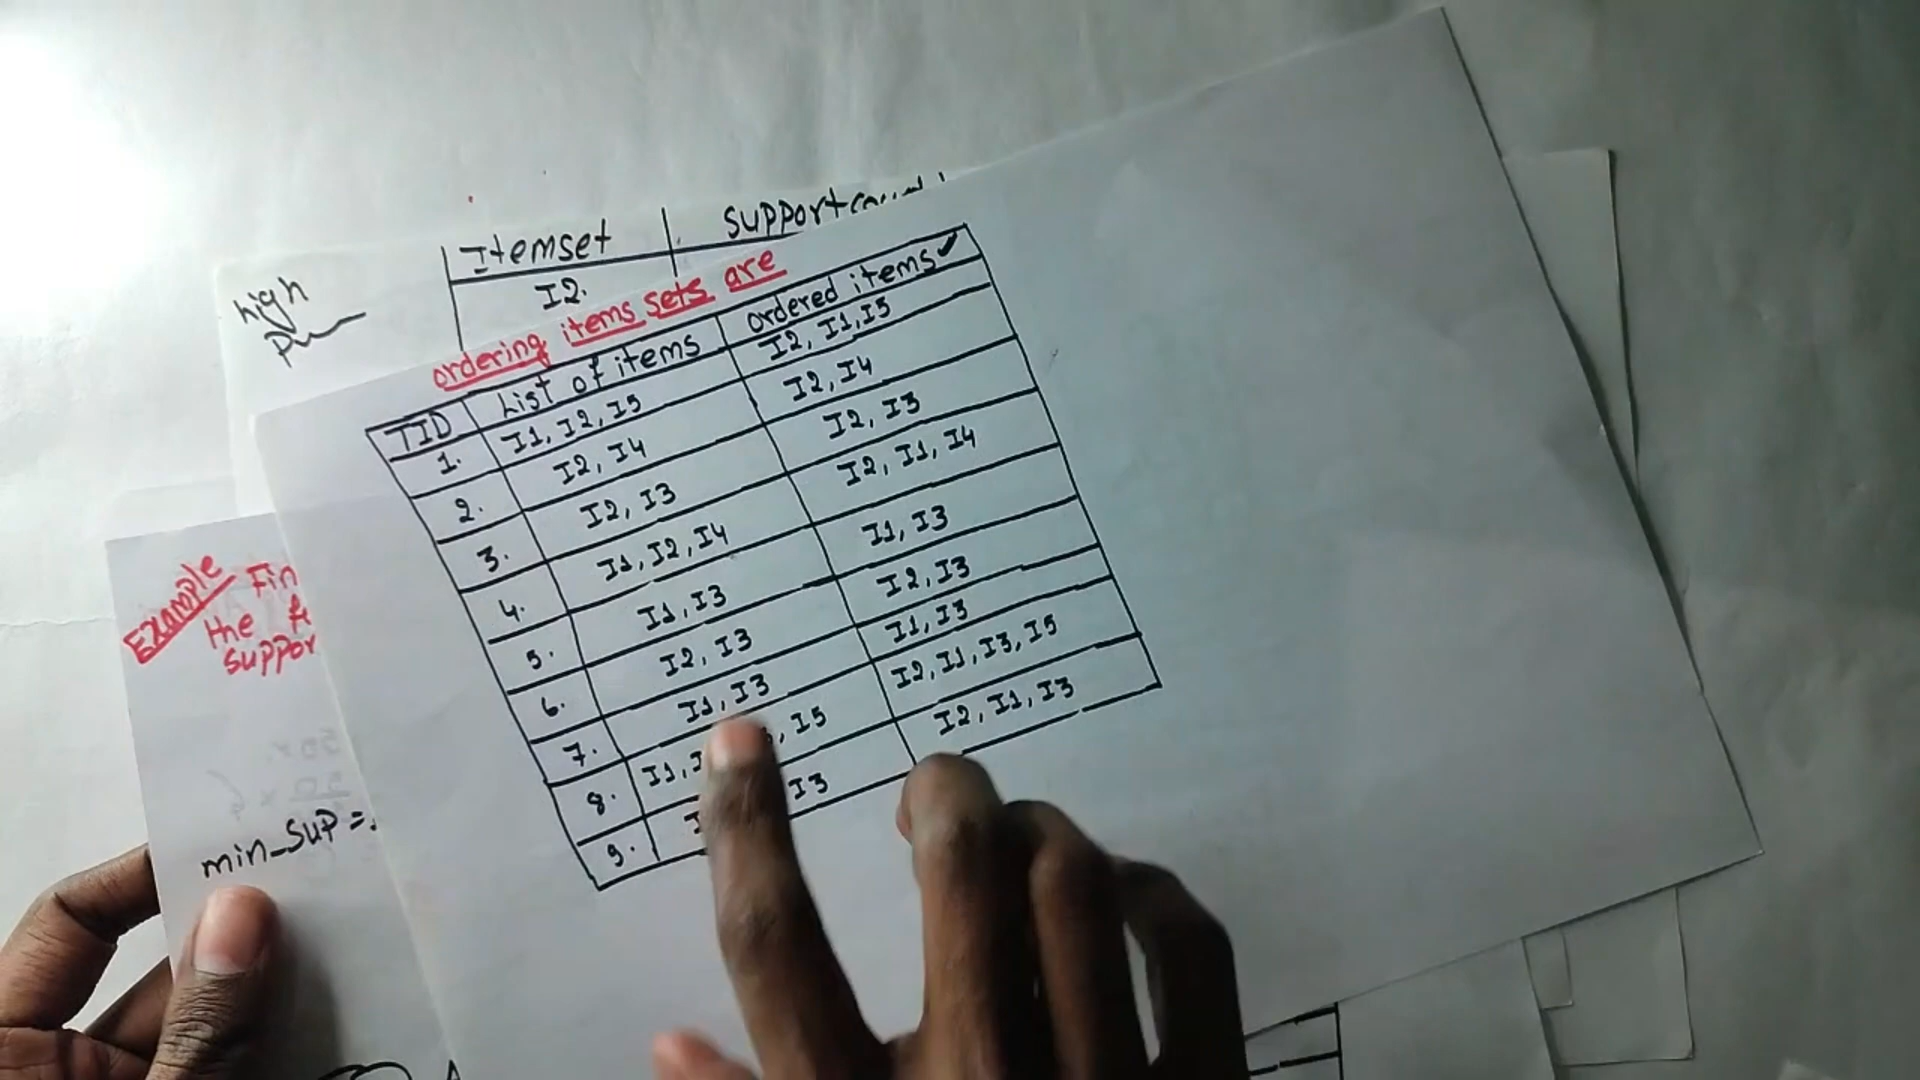 Itemset | Support
high
I2.
ordering items sets are
TID | List of items | ordered items ✓
1. | I1, I2, I5 | I2, I1, I5
2. | I2, I4 | I2, I4
3. | I2, I3 | I2, I3
4. | I1, I2, I4 | I2, I1, I4
5. | I1, I3 | I1, I3
6. | I2, I3 | I2, I3
7. | I1, I3 | I1, I3
8. | I1, , I5 | I2, I1, I3, I5
9. | I3 | I2, I1, I3
Example Fin
the
suppor
min_sup =